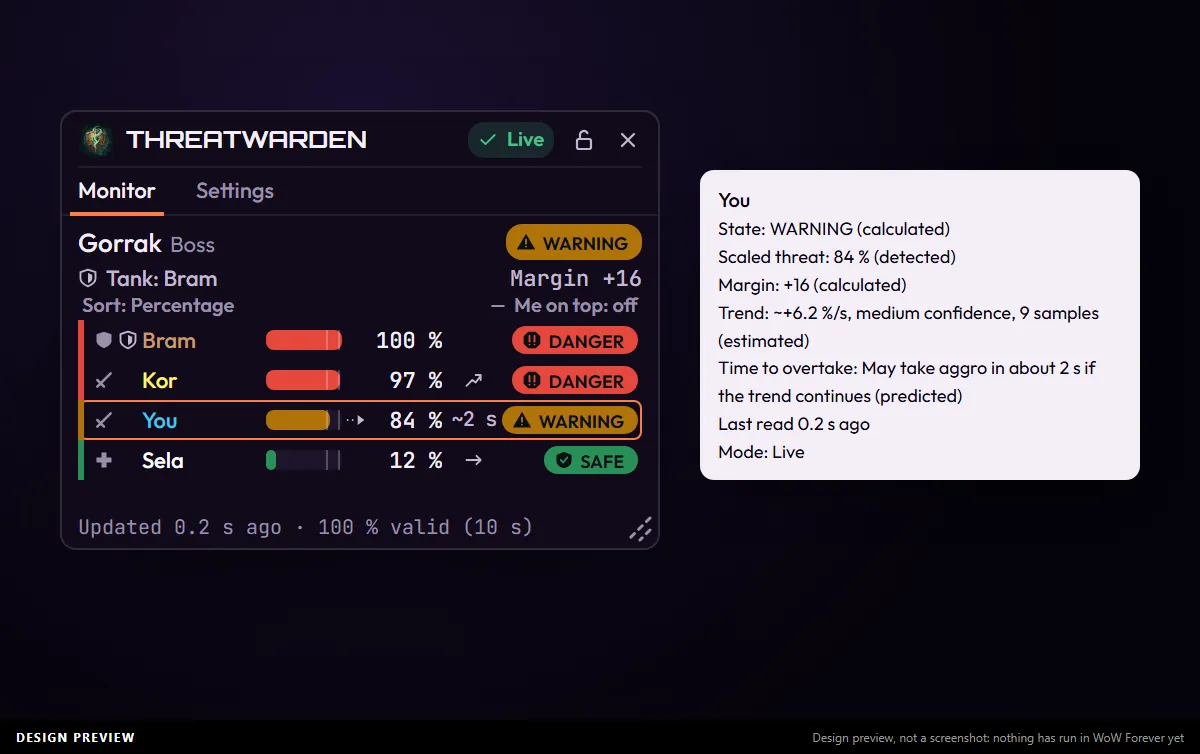 THREATWARDEN
Live
Monitor Settings
Gorrak Boss WARNING
Tank: Bram Margin +16
Sort: Percentage — Me on top: off
Bram 100 % DANGER
Kor 97 % DANGER
You 84 % ~2 s WARNING
Sela 12 % → SAFE
Updated 0.2 s ago · 100 % valid (10 s)
You
State: WARNING (calculated)
Scaled threat: 84 % (detected)
Margin: +16 (calculated)
Trend: ~+6.2 %/s, medium confidence, 9 samples
(estimated)
Time to overtake: May take aggro in about 2 s if
the trend continues (predicted)
Last read 0.2 s ago
Mode: Live
DESIGN PREVIEW
Design preview, not a screenshot: nothing has run in WoW Forever yet